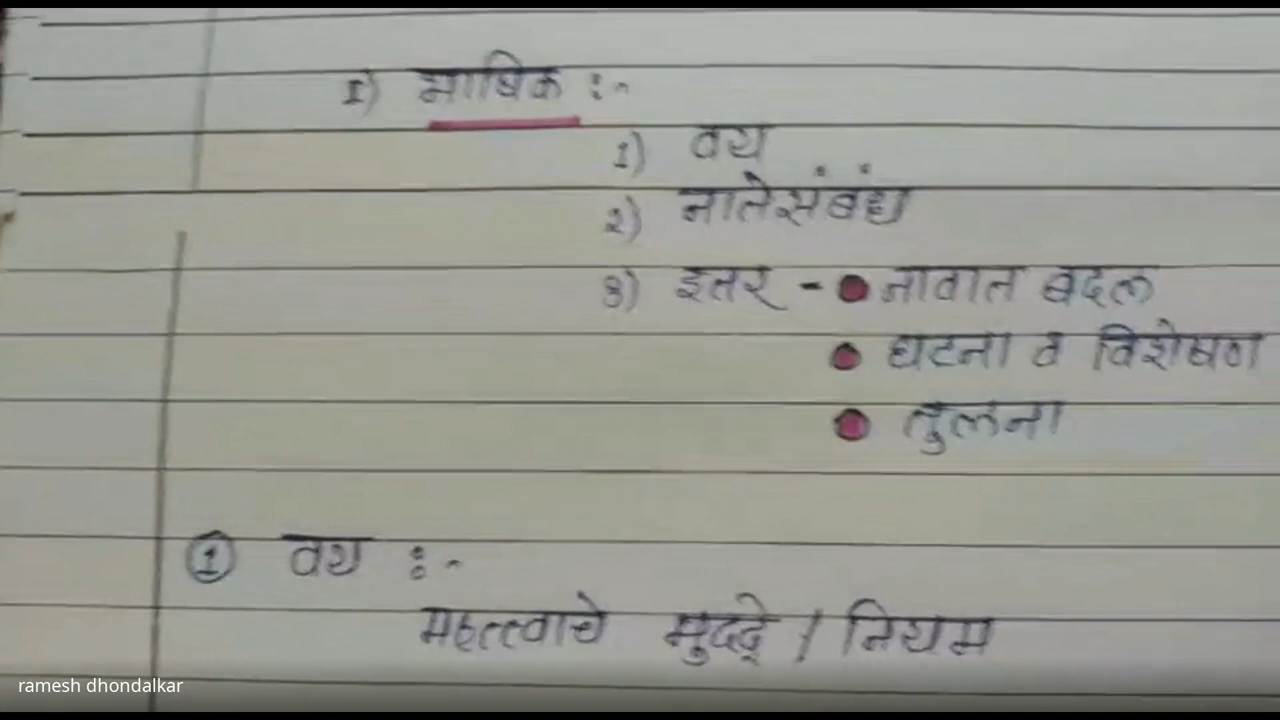 I) भाषिक :-
1) वय
2) नातेसंबंध
3) इतर - ● नावात बदल
● घटना व विशेषण
● तुलना
① वय :-
महत्त्वाचे मुद्दे / नियम
ramesh dhondalkar